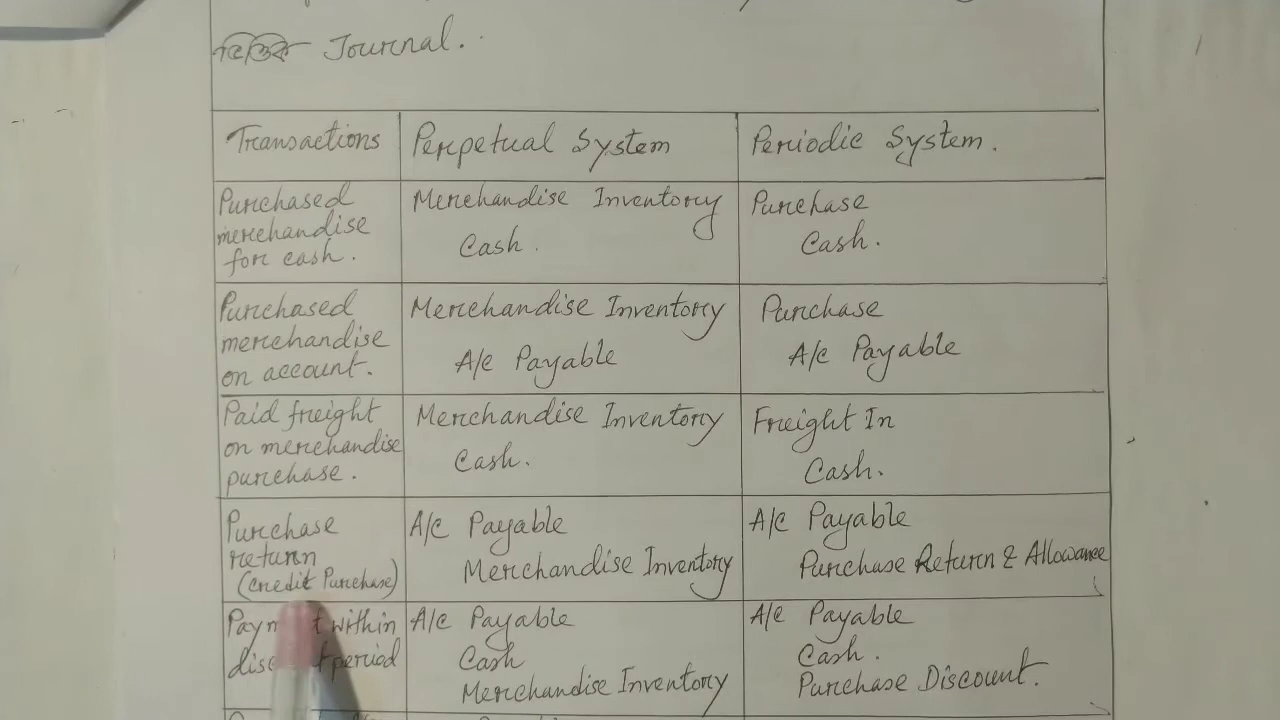 ভিত্তিক Journal.
Transactions
Perpetual System
Periodic System.
Purchased
merchandise
for cash.
Merchandise Inventory
Cash.
Purchase
Cash.
Purchased
merchandise
on account.
Merchandise Inventory
A/c Payable
Purchase
A/c Payable
Paid freight
on merchandise
purchase.
Merchandise Inventory
Cash.
Freight In
Cash.
Purchase
return
(Credit Purchase)
A/c Payable
Merchandise Inventory
A/c Payable
Purchase Return & Allowance
within
period
A/c Payable
Cash
Merchandise Inventory
A/c Payable
Cash.
Purchase Discount.